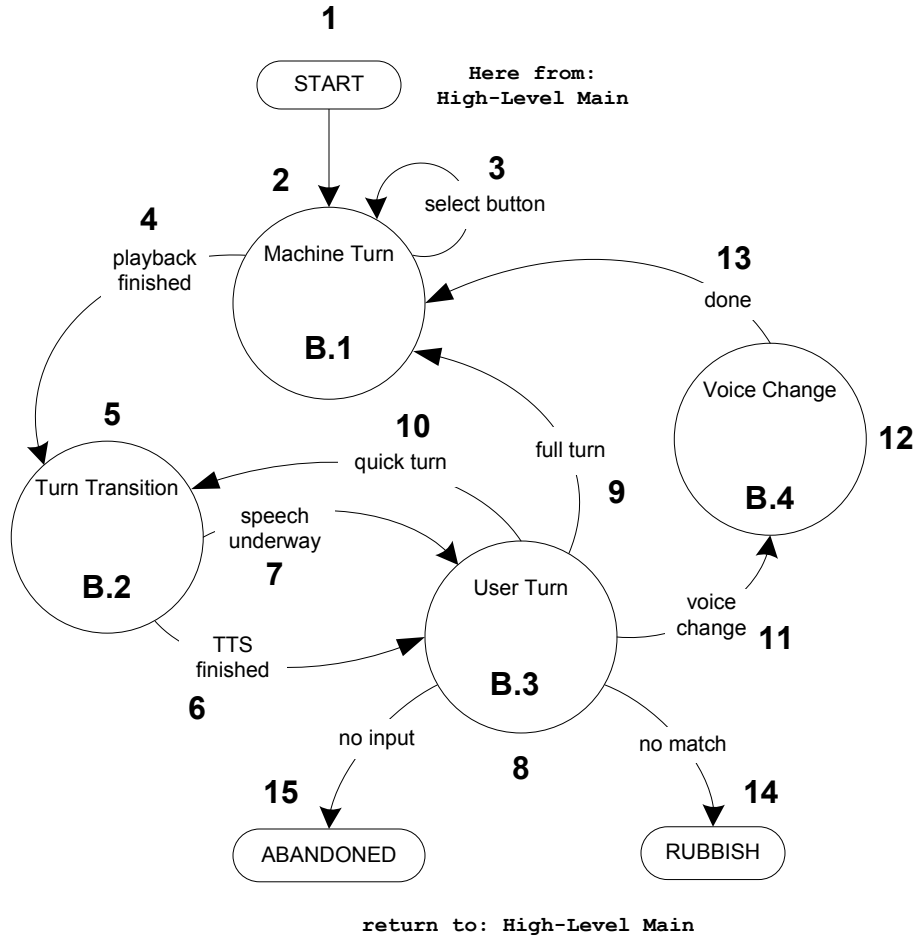 1
START
Here from:
High-Level Main
2
3
select button
4
playback
finished
Machine Turn
B.1
13
done
5
Turn Transition
B.2
10
quick turn
full turn
9
Voice Change
B.4
12
speech
underway
7
User Turn
B.3
voice
change
11
TTS
finished
6
8
no input
no match
15
14
ABANDONED
RUBBISH
return to: High-Level Main